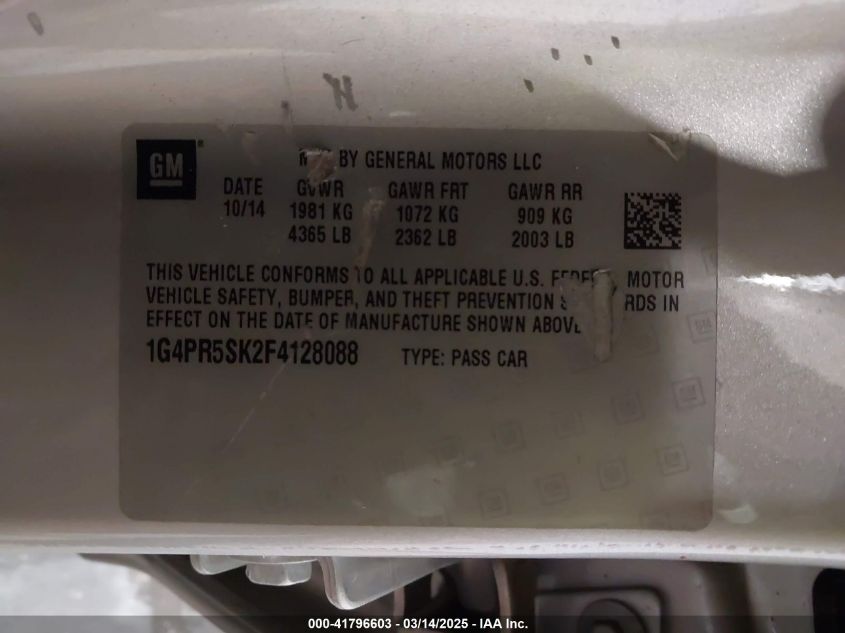 GM
BY GENERAL MOTORS LLC
DATE GVWR GAWR FRT GAWR RR
10/14 1981 KG 1072 KG 909 KG
4365 LB 2362 LB 2003 LB
THIS VEHICLE CONFORMS TO ALL APPLICABLE U.S. MOTOR
VEHICLE SAFETY, BUMPER, AND THEFT PREVENTION IN
EFFECT ON THE DATE OF MANUFACTURE SHOWN ABOVE
1G4PR5SK2F4128088 TYPE: PASS CAR
000-41796603 - 03/14/2025 - IAA Inc.